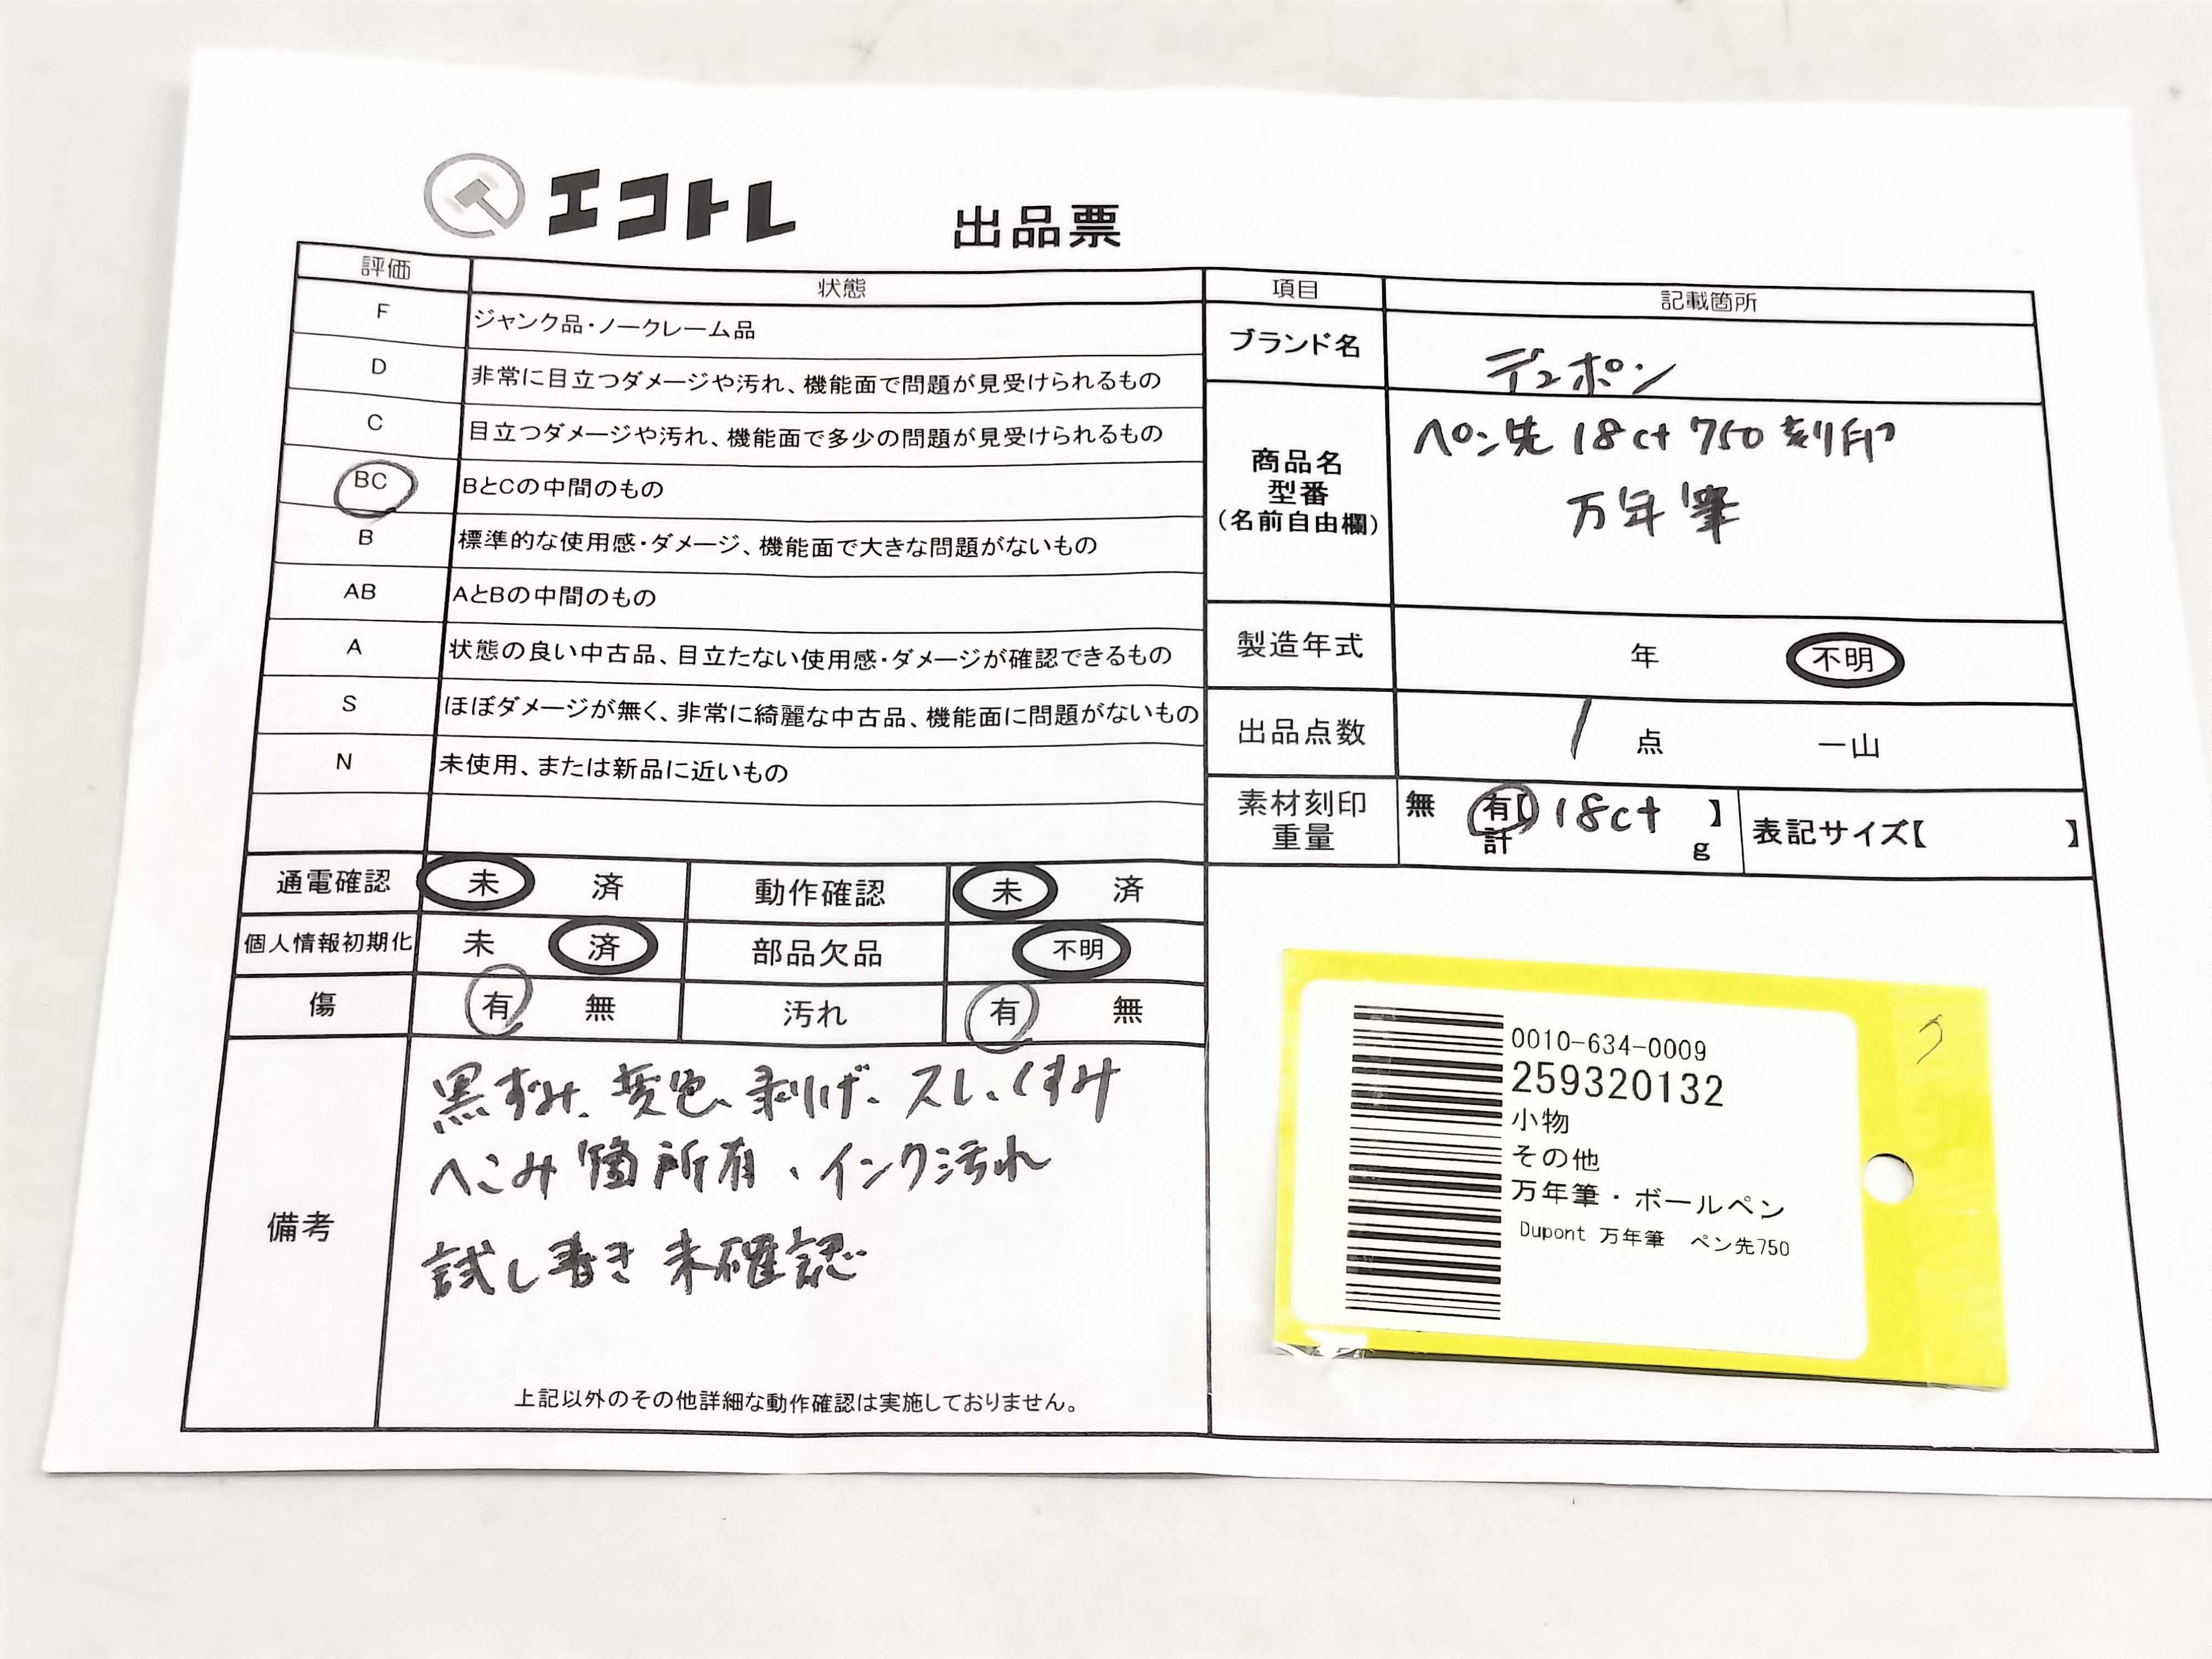 エコトレ
出品票
評価 状態
F ジャンク品・ノークレーム品
D 非常に目立つダメージや汚れ、機能面で問題が見受けられるもの
C 目立つダメージや汚れ、機能面で多少の問題が見受けられるもの
BC BとCの中間のもの
B 標準的な使用感・ダメージ、機能面で大きな問題がないもの
AB AとBの中間のもの
A 状態の良い中古品、目立たない使用感・ダメージが確認できるもの
S ほぼダメージが無く、非常に綺麗な中古品、機能面に問題がないもの
N 未使用、または新品に近いもの
通電確認 未 済 動作確認 未 済
個人情報初期化 未 済 部品欠品 不明
傷 有 無 汚れ 有 無
備考
黒ずみ、変色、剥げ、スレ、くすみ
へこみ箇所有、インク汚れ
試し書き未確認
上記以外のその他詳細な動作確認は実施しておりません。
項目 記載箇所
ブランド名 デュポン
商品名
型番
(名前自由欄)
ペン先 18ct 750 刻印
万年筆
製造年式 年 不明
出品点数 1 点 一山
素材刻印 無 有【 18ct 】
重量 計 g
表記サイズ【 】
0010-634-0009
259320132
小物
その他
万年筆・ボールペン
Dupont 万年筆 ペン先750